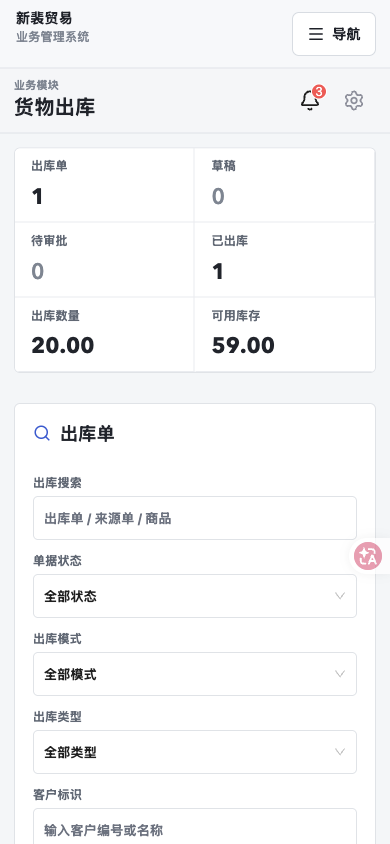 新裴贸易
业务管理系统
导航
业务模块
货物出库
3
出库单
1
草稿
0
待审批
0
已出库
1
出库数量
20.00
可用库存
59.00
出库单
出库搜索
出库单 / 来源单 / 商品
单据状态
全部状态
出库模式
全部模式
出库类型
全部类型
客户标识
输入客户编号或名称